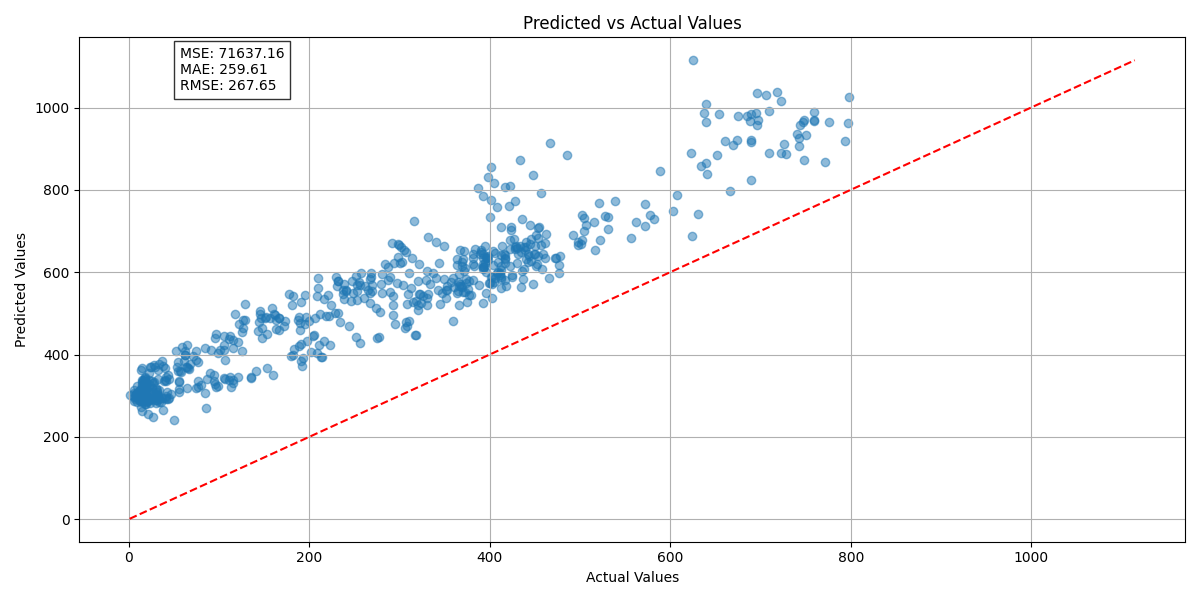 Predicted vs Actual Values
MSE: 71637.16
MAE: 259.61
RMSE: 267.65
Predicted Values
1000
800
600
400
200
0
0 200 400 600 800 1000
Actual Values